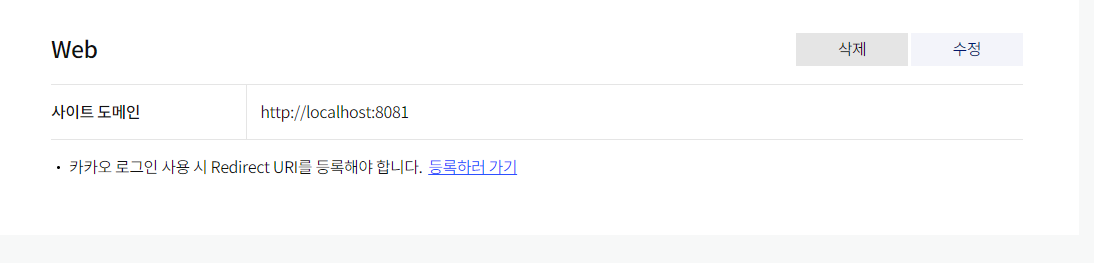 Web
삭제
수정
사이트 도메인
http://localhost:8081
• 카카오 로그인 사용 시 Redirect URI를 등록해야 합니다. 등록하러 가기